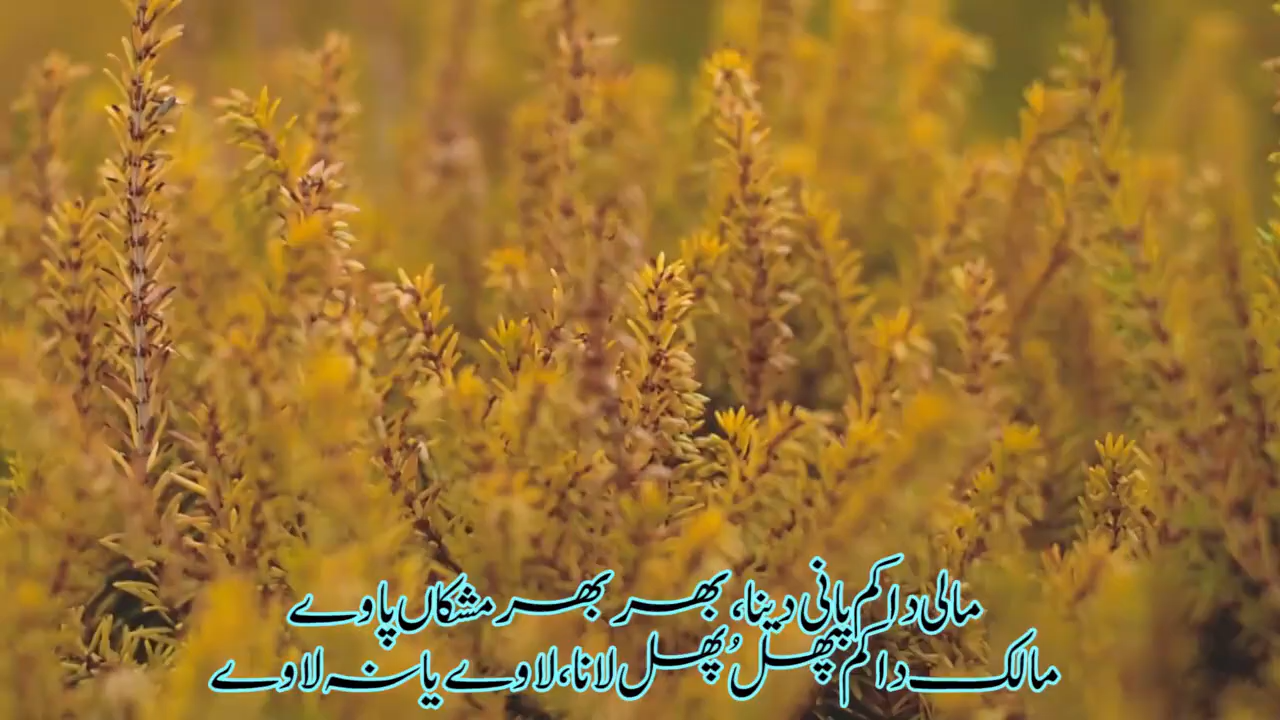 مالی دا کم پانی دینا، بھر بھر مشکاں پاوے
مالک دا کم پھل پُھل لانا، لاوے یا نہ لاوے